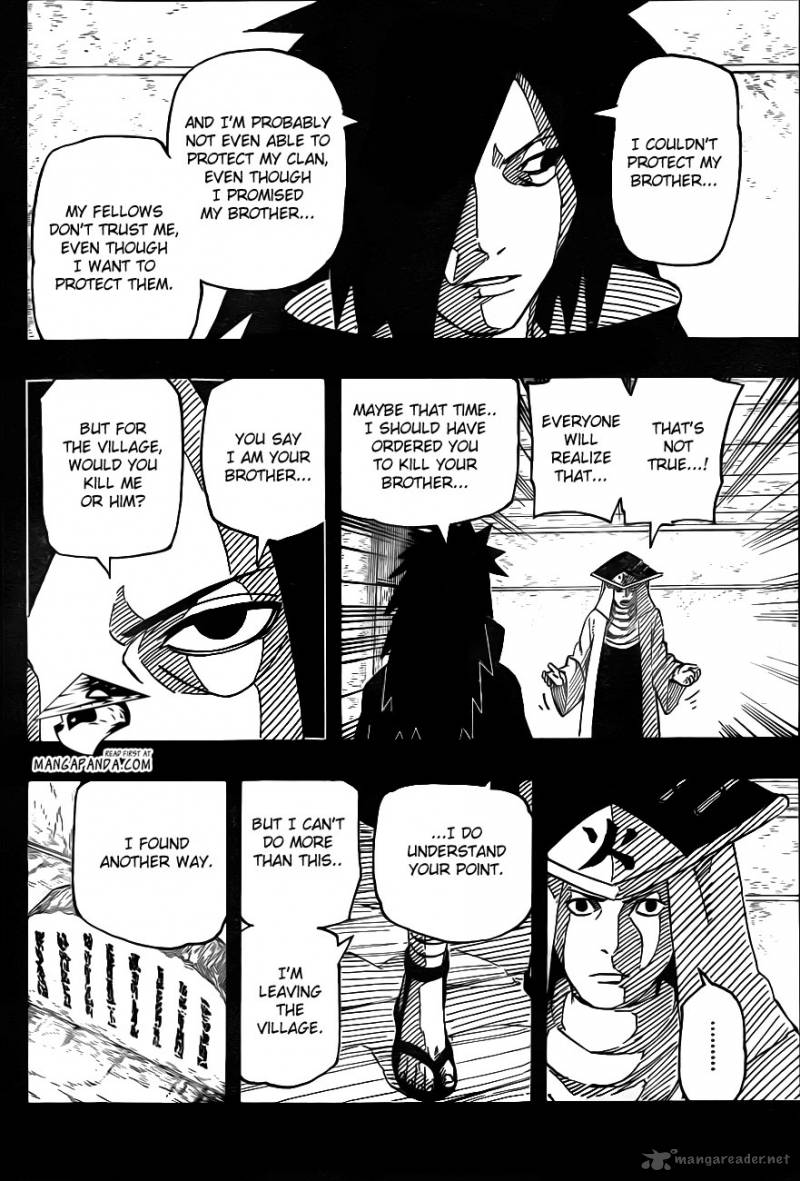 I COULDN'T
PROTECT MY
BROTHER...
AND I'M PROBABLY
NOT EVEN ABLE TO
PROTECT MY CLAN,
EVEN THOUGH
I PROMISED
MY BROTHER...
MY FELLOWS
DON'T TRUST ME,
EVEN THOUGH
I WANT TO
PROTECT THEM.
THAT'S
NOT
TRUE...!
EVERYONE
WILL
REALIZE
THAT...
MAYBE THAT TIME..
I SHOULD HAVE
ORDERED YOU
TO KILL YOUR
BROTHER...
YOU SAY
I AM YOUR
BROTHER...
BUT FOR
THE VILLAGE,
WOULD YOU
KILL ME
OR HIM?
READ FIRST AT
MANGAPANDA.COM
火
.........
...I DO
UNDERSTAND
YOUR POINT.
BUT I CAN'T
DO MORE
THAN THIS..
I'M
LEAVING
THE
VILLAGE.
I FOUND
ANOTHER WAY.
mangareader.net